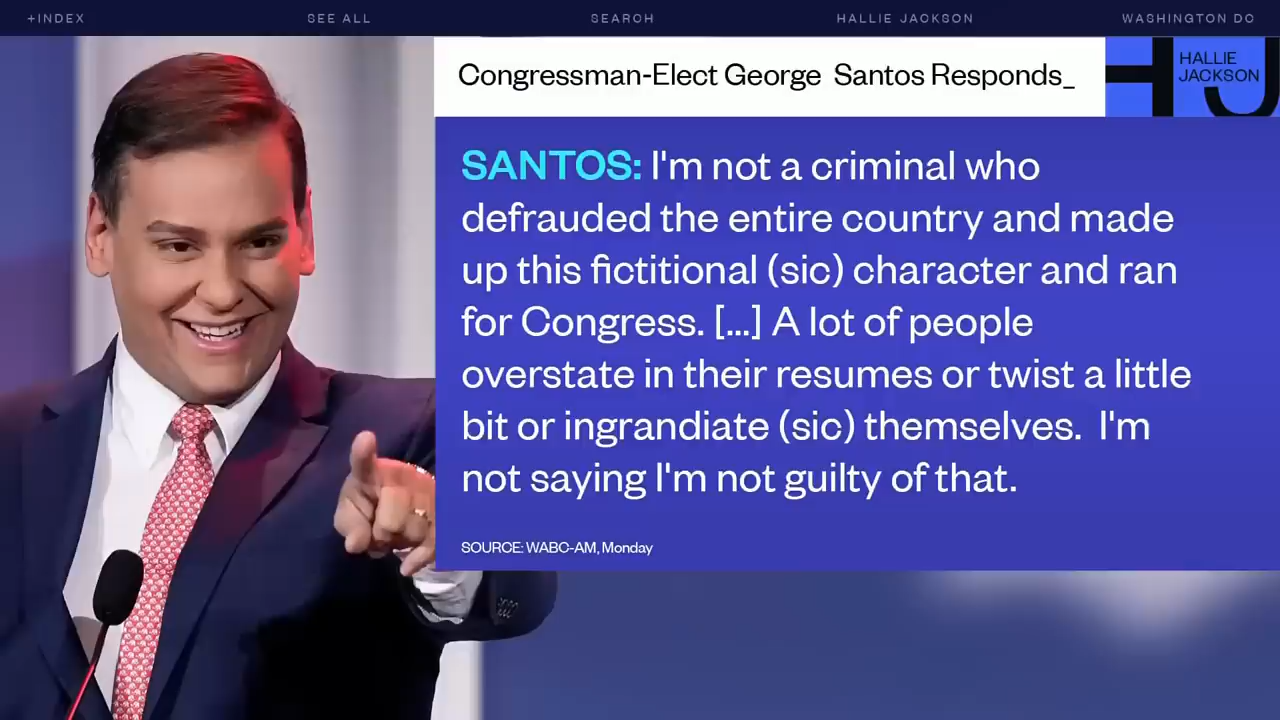 +INDEX
SEE ALL
SEARCH
HALLIE JACKSON
WASHINGTON DC
Congressman-Elect George Santos Responds_
HJ
HALLIE
JACKSON
SANTOS: I'm not a criminal who
defrauded the entire country and made
up this fictitional (sic) character and ran
for Congress. [...] A lot of people
overstate in their resumes or twist a little
bit or ingrandiate (sic) themselves. I'm
not saying I'm not guilty of that.
SOURCE: WABC-AM, Monday